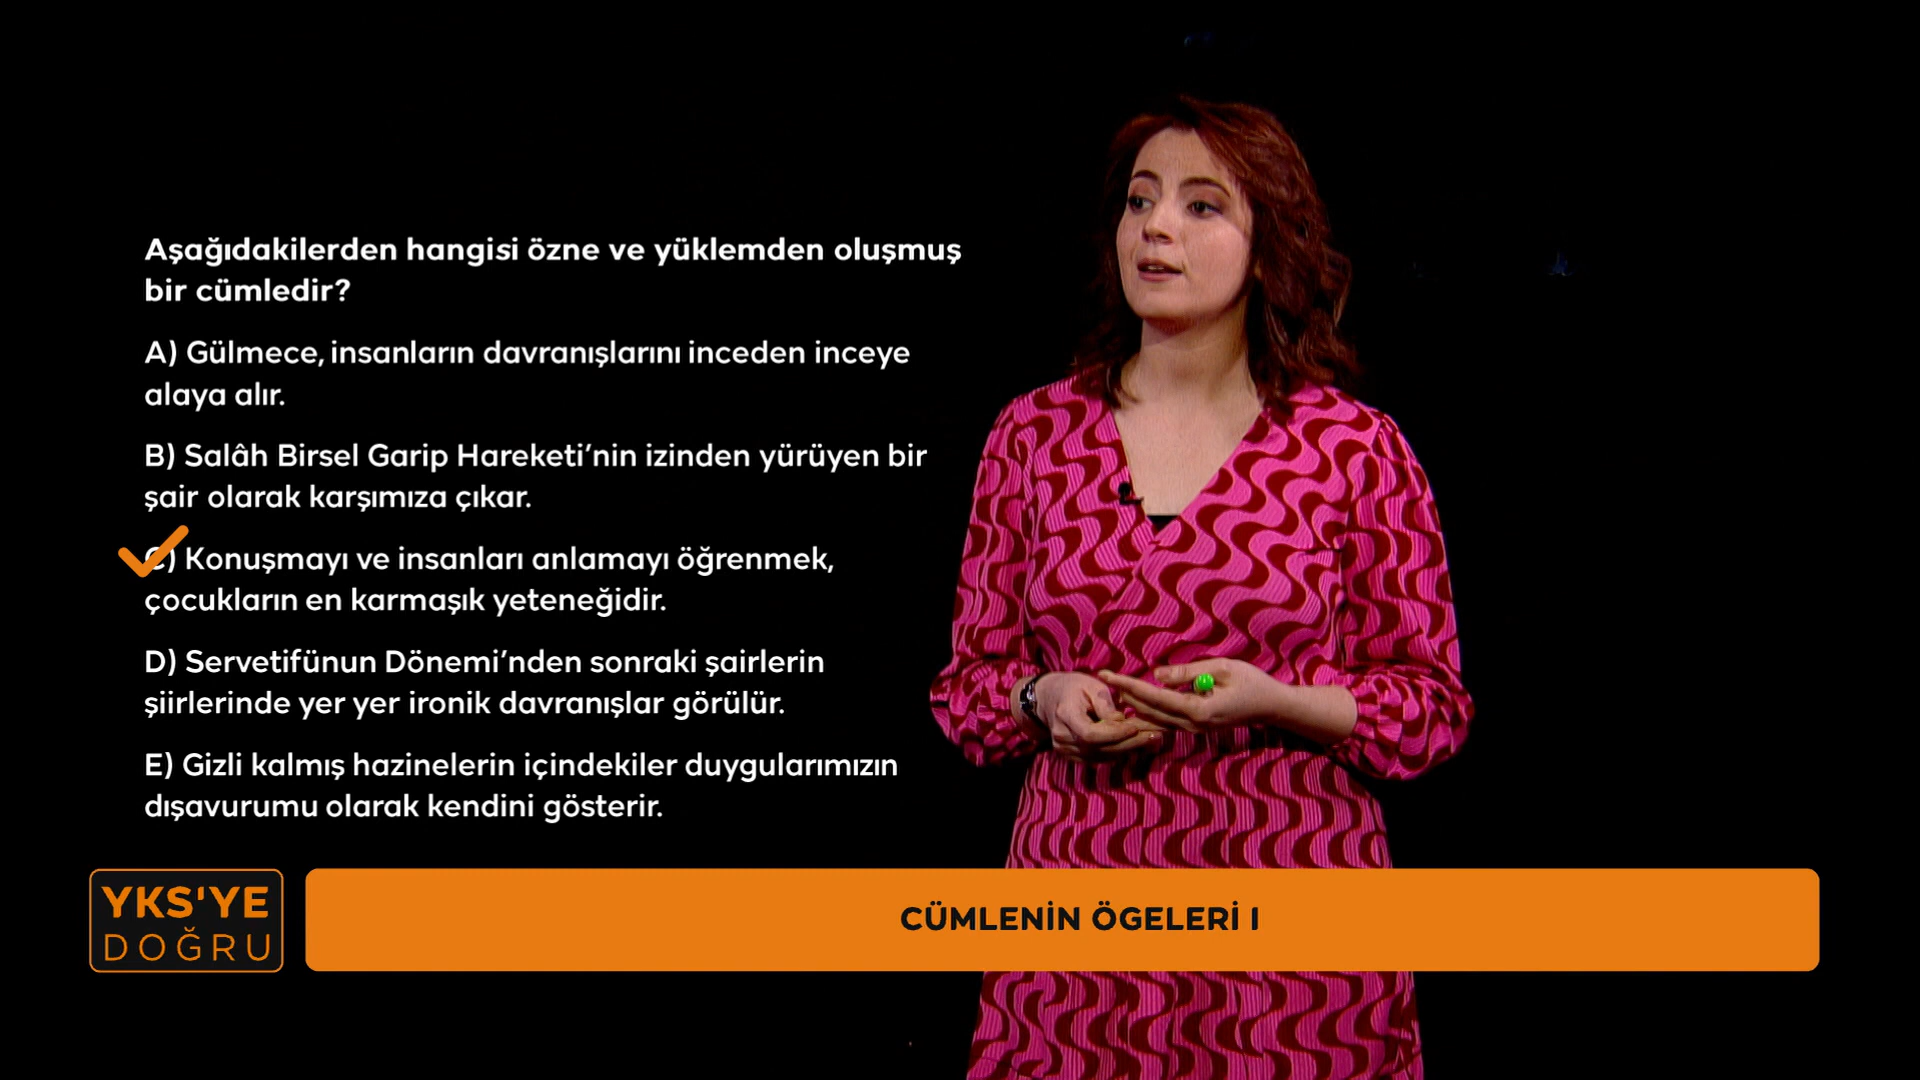 Aşağıdakilerden hangisi özne ve yüklemden oluşmuş
bir cümledir?
A) Gülmece, insanların davranışlarını inceden inceye
alaya alır.
B) Salâh Birsel Garip Hareketi’nin izinden yürüyen bir
şair olarak karşımıza çıkar.
C) Konuşmayı ve insanları anlamayı öğrenmek,
çocukların en karmaşık yeteneğidir.
D) Servetifünun Dönemi’nden sonraki şairlerin
şiirlerinde yer yer ironik davranışlar görülür.
E) Gizli kalmış hazinelerin içindekiler duygularımızın
dışavurumu olarak kendini gösterir.
YKS'YE
DOĞRU
CÜMLENİN ÖGELERİ I